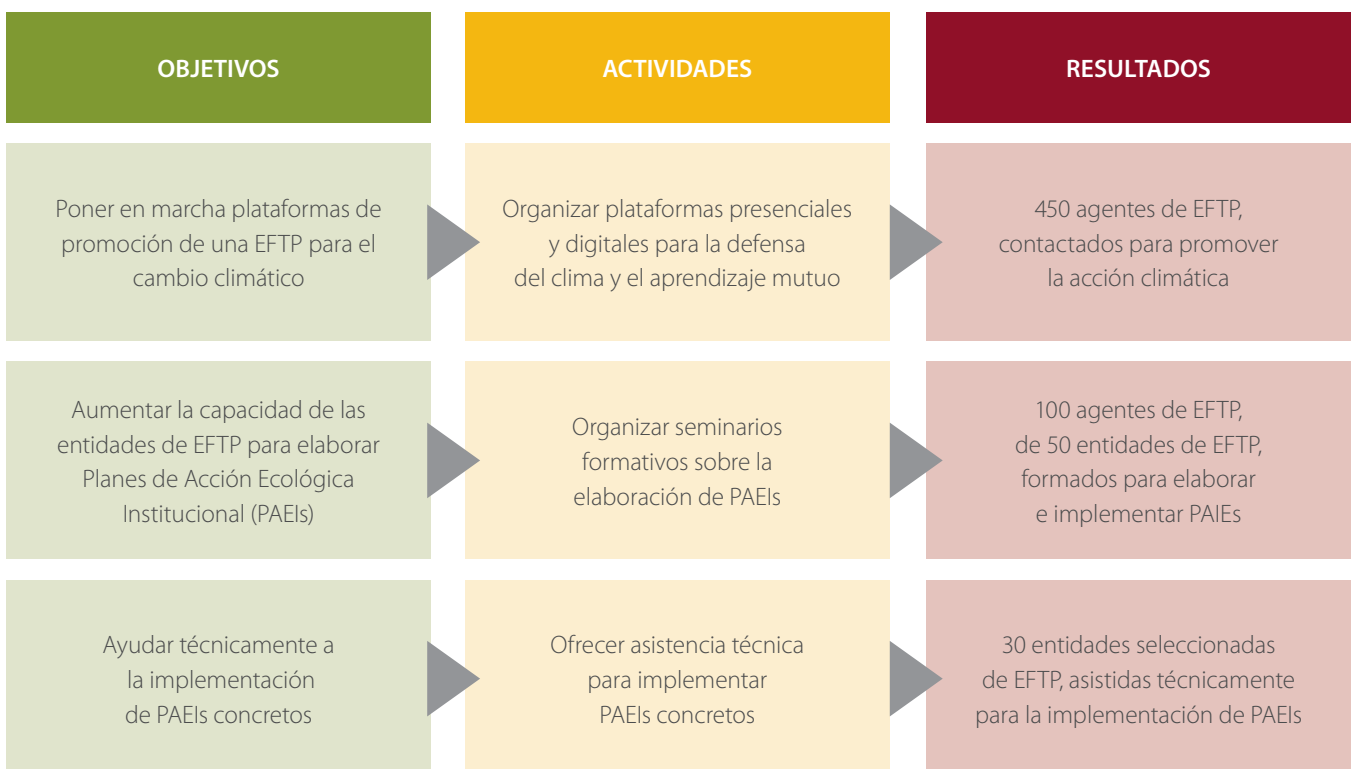 OBJETIVOS
ACTIVIDADES
RESULTADOS
Poner en marcha plataformas de
promoción de una EFTP para el
cambio climático
Organizar plataformas presenciales
y digitales para la defensa
del clima y el aprendizaje mutuo
450 agentes de EFTP,
contactados para promover
la acción climática
Aumentar la capacidad de las
entidades de EFTP para elaborar
Planes de Acción Ecológica
Institucional (PAEIs)
Organizar seminarios
formativos sobre la
elaboración de PAEIs
100 agentes de EFTP,
de 50 entidades de EFTP,
formados para elaborar
e implementar PAIEs
Ayudar técnicamente a
la implementación
de PAEIs concretos
Ofrecer asistencia técnica
para implementar
PAEIs concretos
30 entidades seleccionadas
de EFTP, asistidas técnicamente
para la implementación de PAEIs